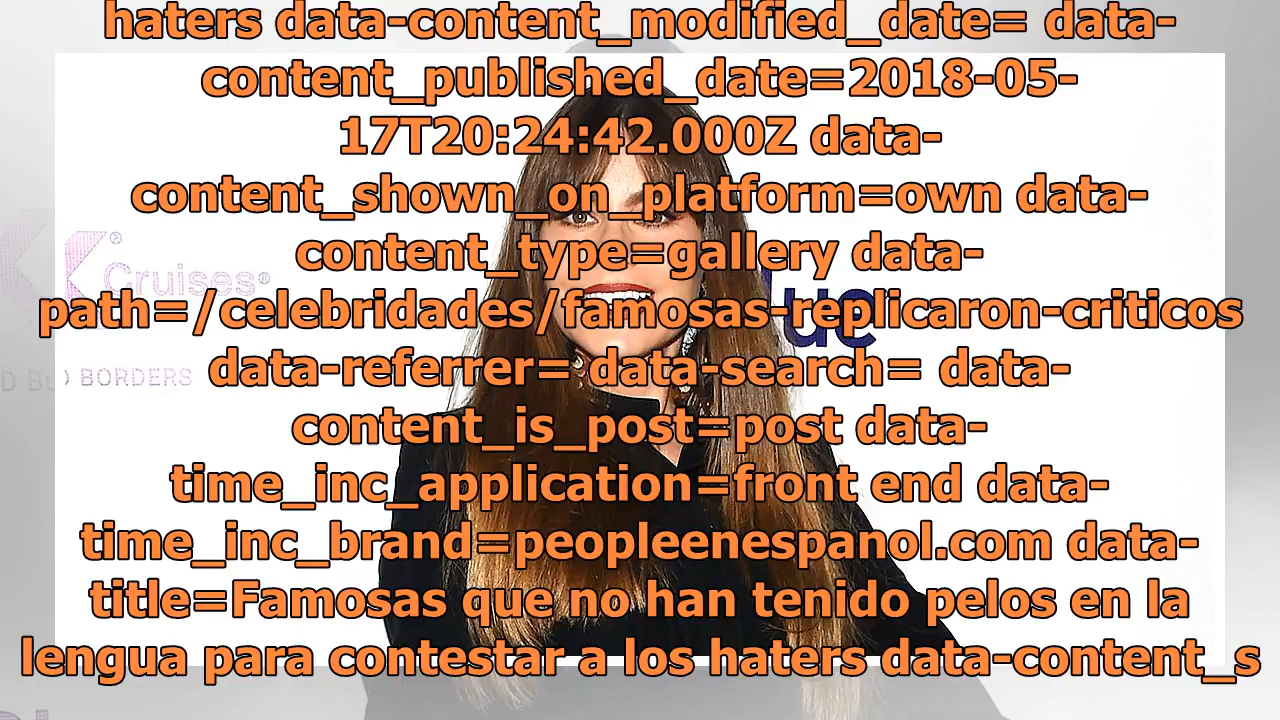 haters data-content_modified_date= data-
content_published_date=2018-05-
17T20:24:42.000Z data-
content_shown_on_platform=own data-
content_type=gallery data-
Cruises®
path=/celebridades/famosas-replicaron-criticos
data-referrer= data-search= data-
BORDERS
content_is_post=post data-
time_inc_application=front end data-
time_inc_brand=peopleenespanol.com data-
title=Famosas que no han tenido pelos en la
lengua para contestar a los haters data-content_s